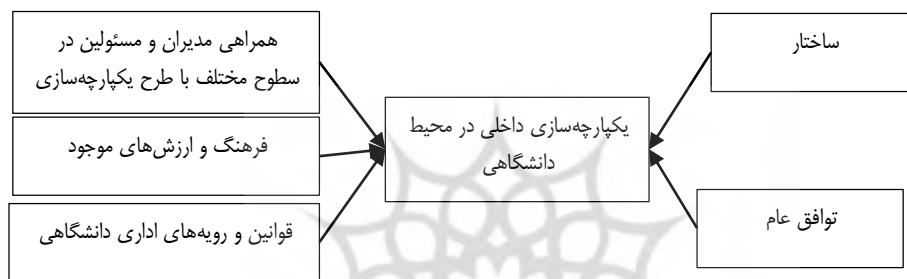 ساختار
همراهی مدیران و مسئولین در
سطوح مختلف با طرح یکپارچه‌سازی
یکپارچه‌سازی داخلی در محیط
دانشگاهی
فرهنگ و ارزش‌های موجود
توافق عام
قوانین و رویه‌های اداری دانشگاهی